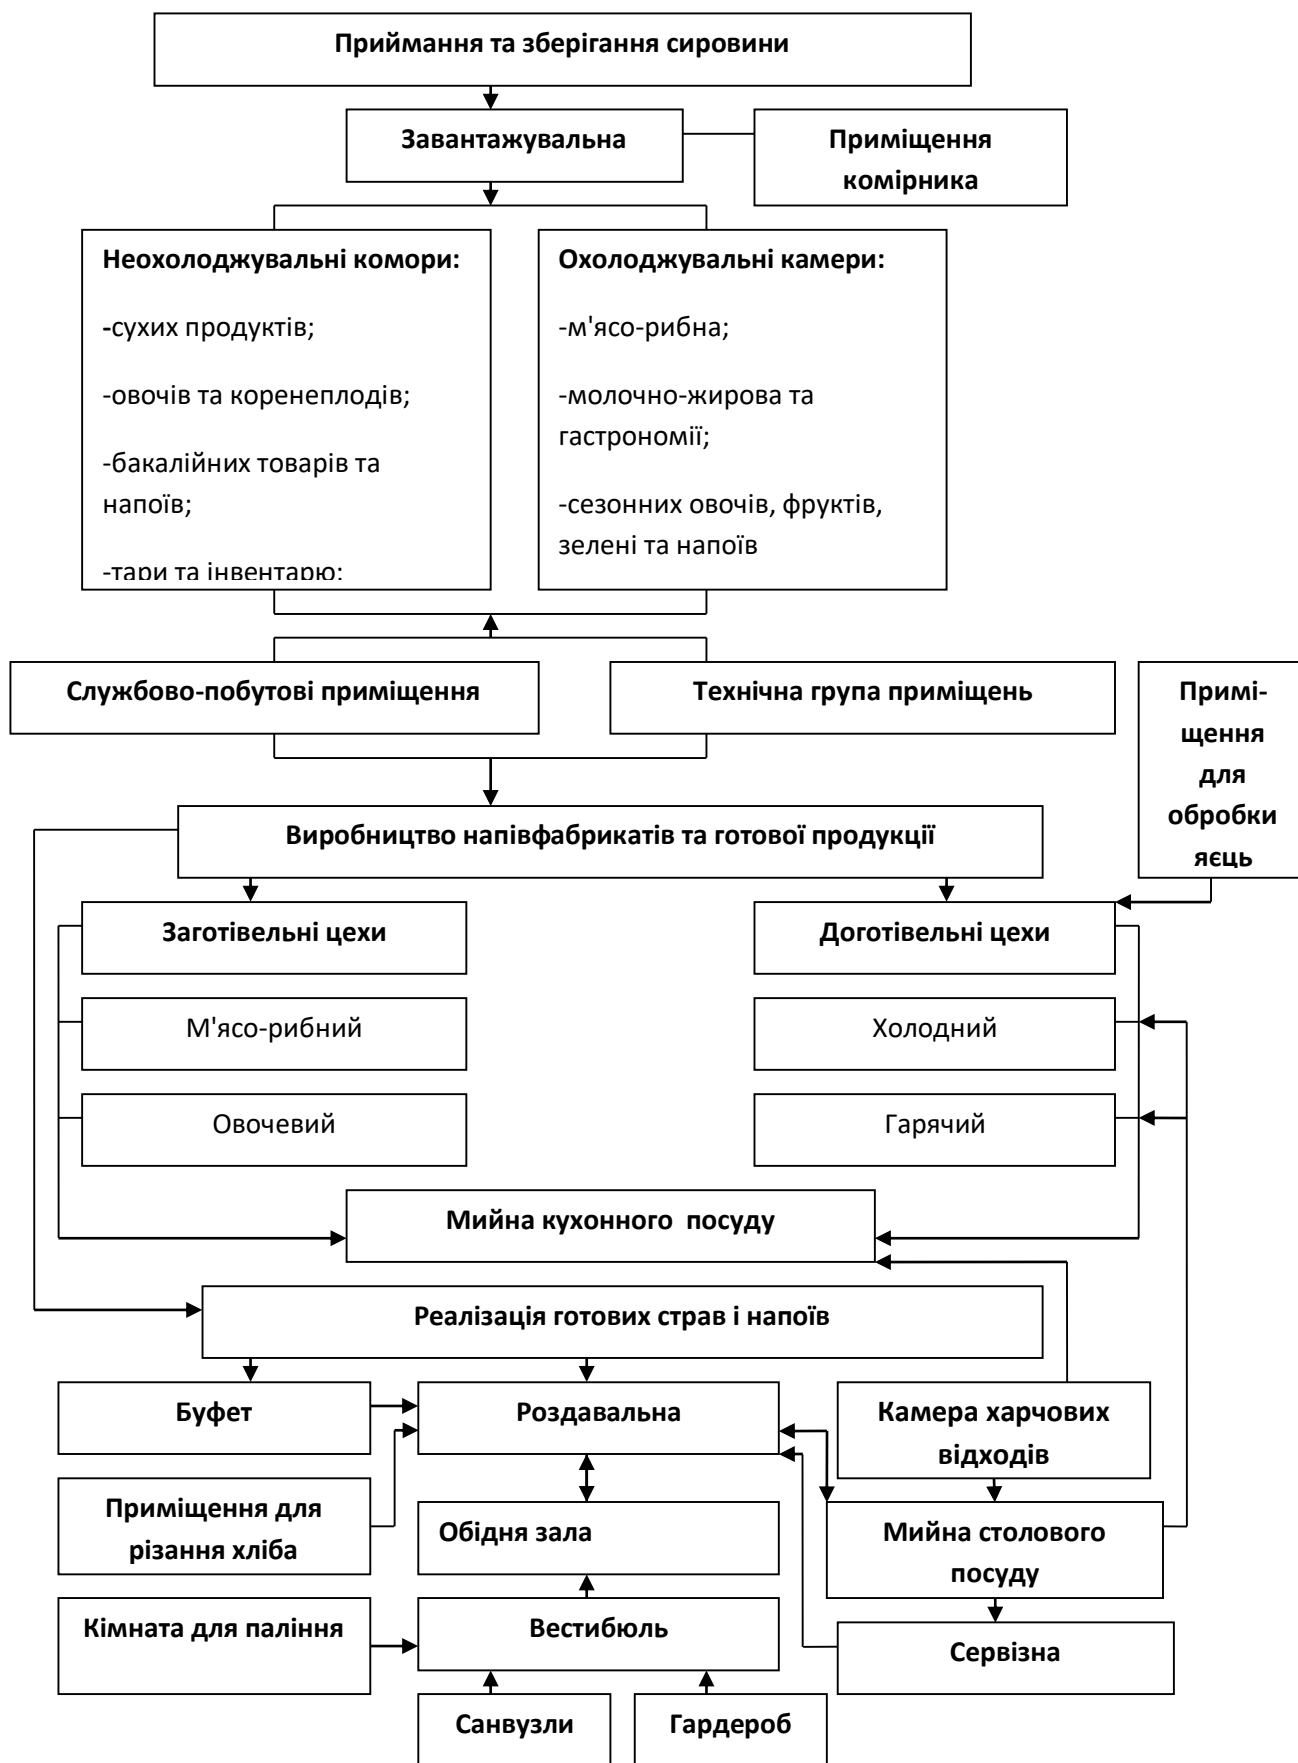 Приймання та зберігання сировини
Завантажувальна
Приміщення
комірника
Неохолоджувальні комори:
-сухих продуктів;
-овочів та коренеплодів;
-бакалійних товарів та
напоїв;
-тари та інвентарю;
Охолоджувальні камери:
-м'ясо-рибна;
-молочно-жирова та
гастрономії;
-сезонних овочів, фруктів,
зелені та напоїв
Службово-побутові приміщення
Технічна група приміщень
Примі-
щення
для
обробки
яєць
Виробництво напівфабрикатів та готової продукції
Заготівельні цехи
Доготівельні цехи
М'ясо-рибний
Холодний
Овочевий
Гарячий
Мийна кухонного  посуду
Реалізація готових страв і напоїв
Буфет
Роздавальна
Камера харчових
відходів
Приміщення для
різання хліба
Обідня зала
Мийна столового
посуду
Кімната для паління
Вестибюль
Сервізна
Санвузли
Гардероб